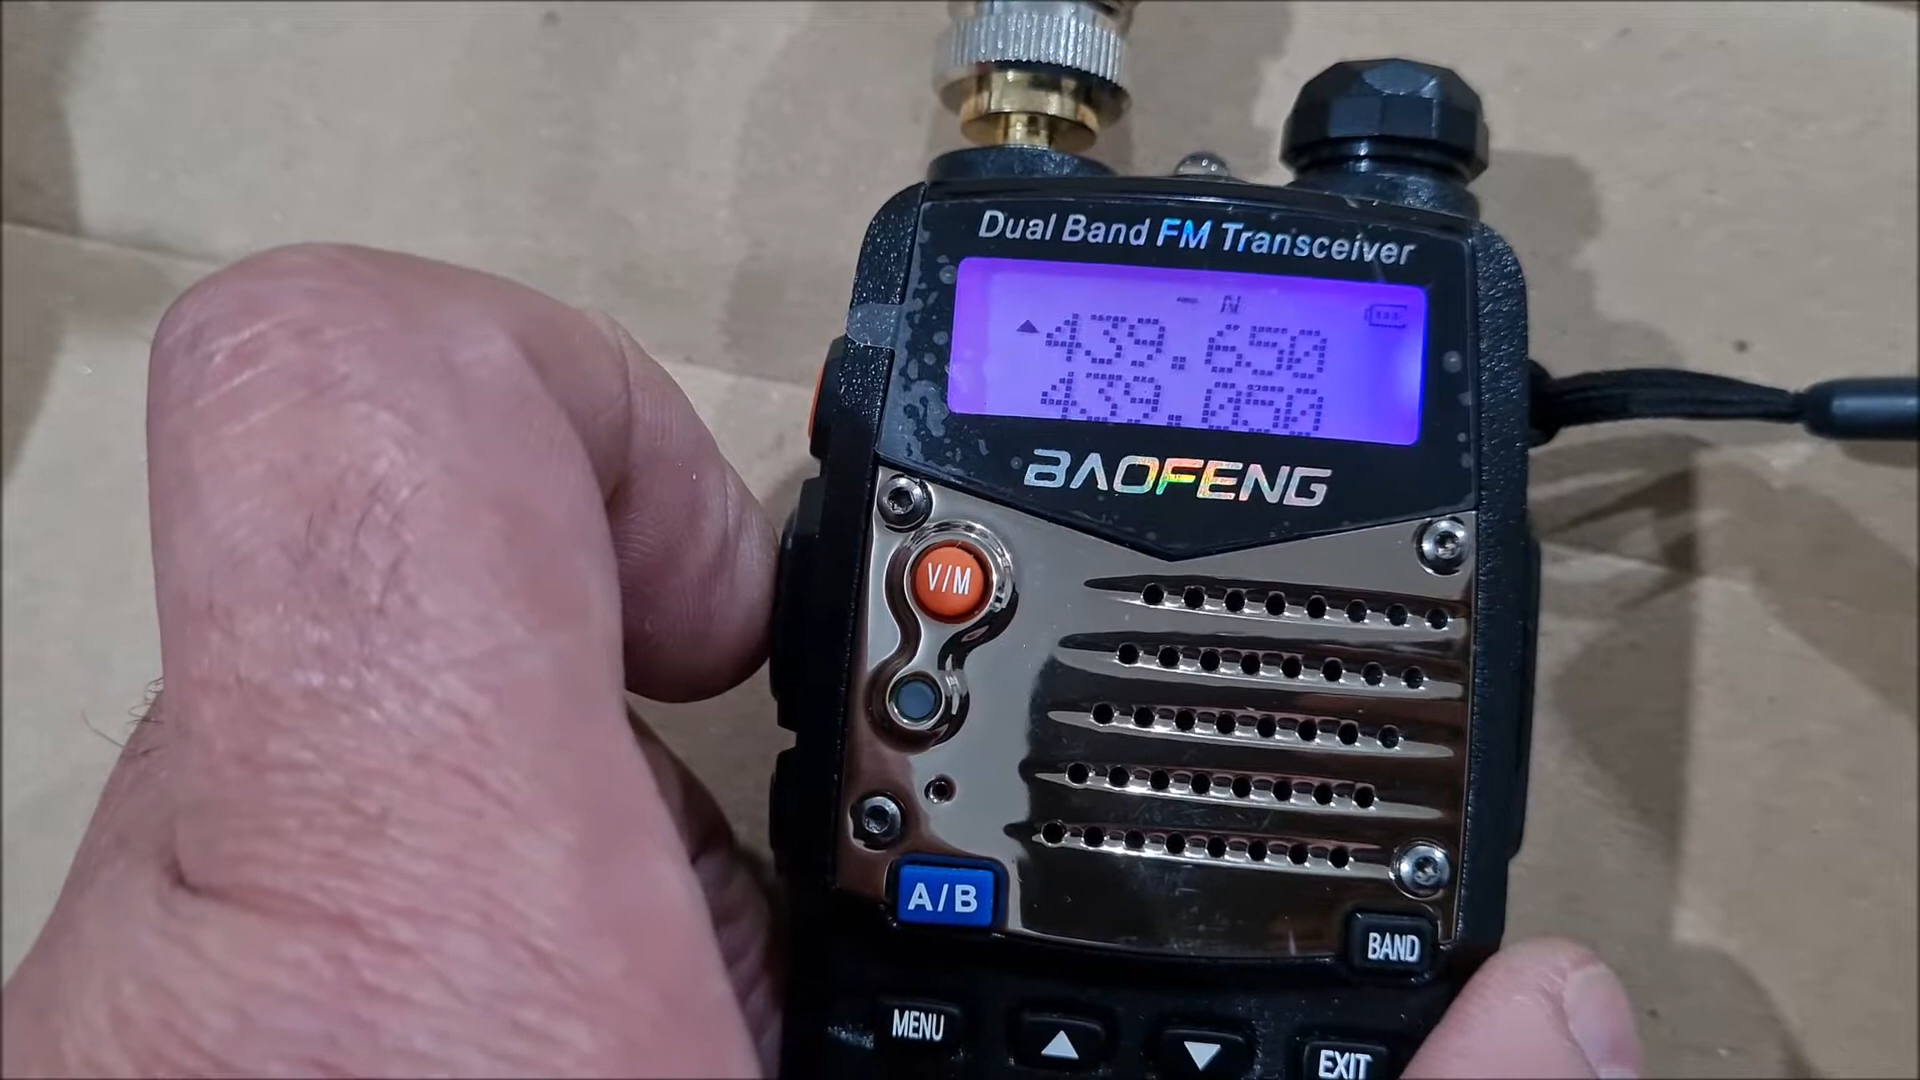 Dual Band FM Transceiver
N
▲439.650
439.050
BAOFENG
V/M
A/B
BAND
MENU
▲
▼
EXIT